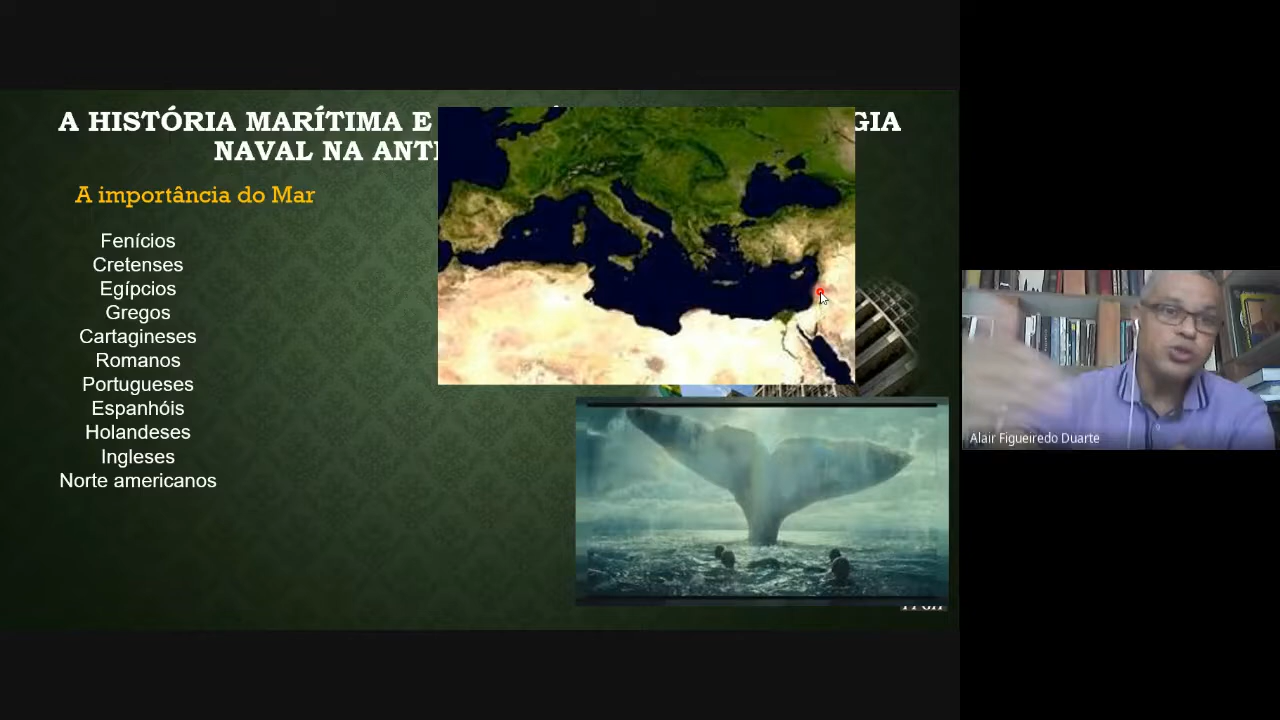 A HISTÓRIA MARÍTIMA E GIA
NAVAL NA
A importância do Mar
Fenícios
Cretenses
Egípcios
Gregos
Cartagineses
Romanos
Portugueses
Espanhóis
Holandeses
Ingleses
Norte americanos
Alair Figueiredo Duarte